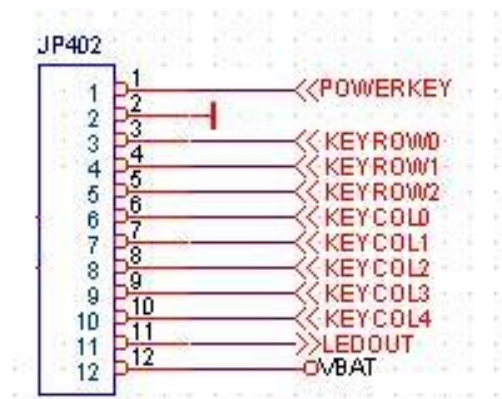 JP402
1 1 POWERKEY
2 2
3 3 KEYROW0
4 4 KEYROW1
5 5 KEYROW2
6 6 KEYCOL0
7 7 KEYCOL1
8 8 KEYCOL2
9 9 KEYCOL3
10 10 KEYCOL4
11 11 LEDOUT
12 12 VBAT